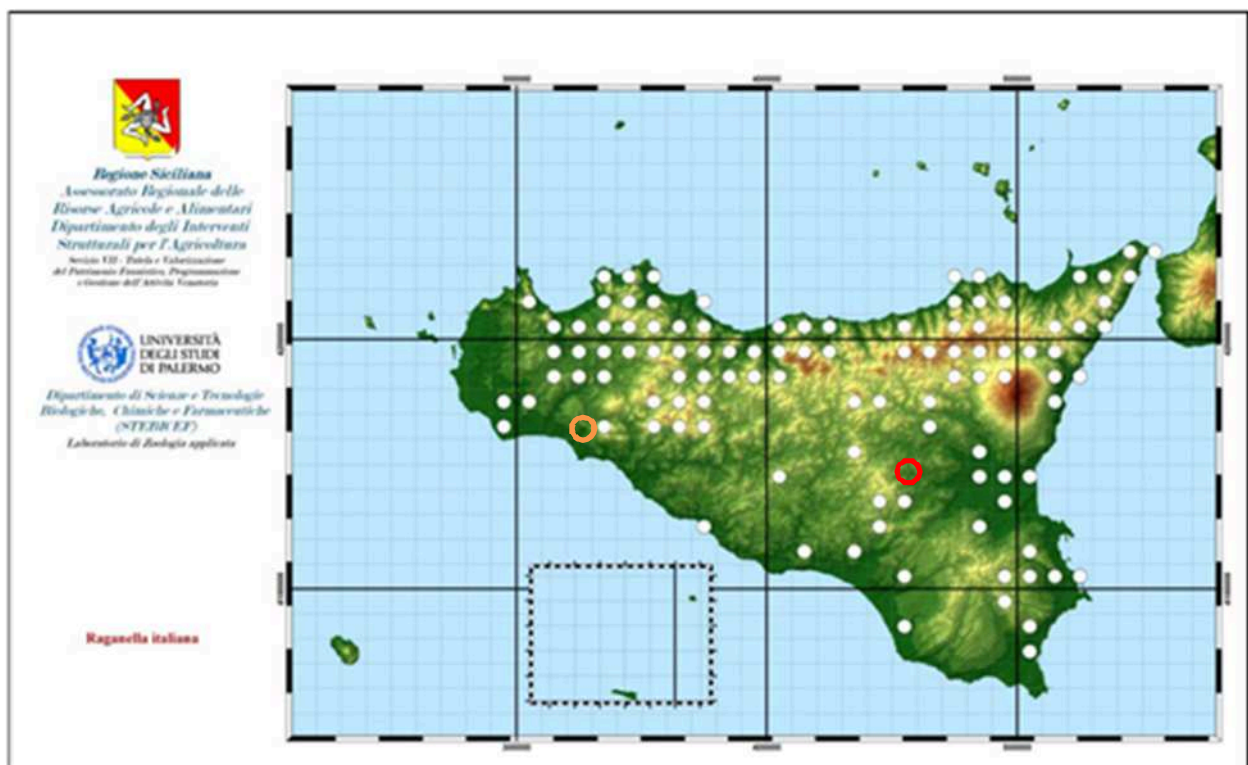 Regione Siciliana
Assessorato Regionale delle
Risorse Agricole e Alimentari
Dipartimento degli Interventi
Strutturali per l'Agricoltura
Servizio VII - Tutela e Valorizzazione
del Patrimonio Faunistico, Programmazione
e Gestione dell'Attività Venatoria
UNIVERSITÀ
DEGLI STUDI
DI PALERMO
Dipartimento di Scienze e Tecnologie
Biologiche, Chimiche e Farmaceutiche
(STEBICEF)
Laboratorio di Zoologia applicata
Raganella italiana